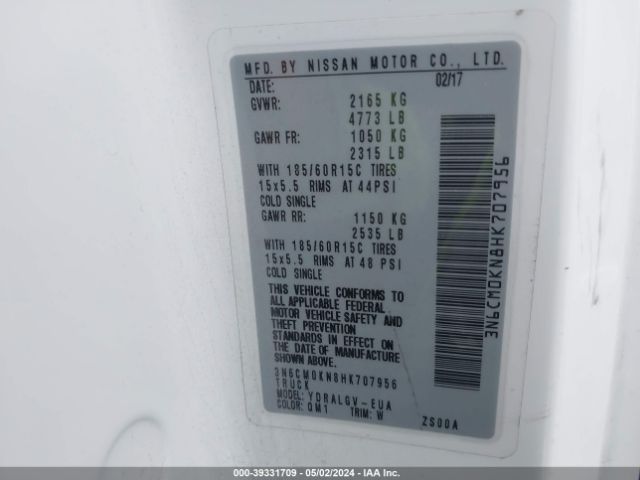 MFD. BY NISSAN MOTOR CO., LTD.
DATE: 02/17
GVWR: 2165 KG
4773 LB
GAWR FR: 1050 KG
2315 LB
WITH 185/60R15C TIRES
15x5.5 RIMS AT 44PSI
COLD SINGLE
GAWR RR: 1150 KG
2535 LB
WITH 185/60R15C TIRES
15x5.5 RIMS AT 48 PSI
COLD SINGLE
THIS VEHICLE CONFORMS TO
ALL APPLICABLE FEDERAL
MOTOR VEHICLE SAFETY AND
THEFT PREVENTION
STANDARDS IN EFFECT ON
THE DATE OF MANUFACTURE
SHOWN ABOVE.
3N6CM0KN8HK707956
TRUCK
MODEL: YDRALGV-EUA
COLOR: QM1 TRIM: W ZS00A
3N6CM0KN8HK707956
000-39331709 - 05/02/2024 - IAA Inc.